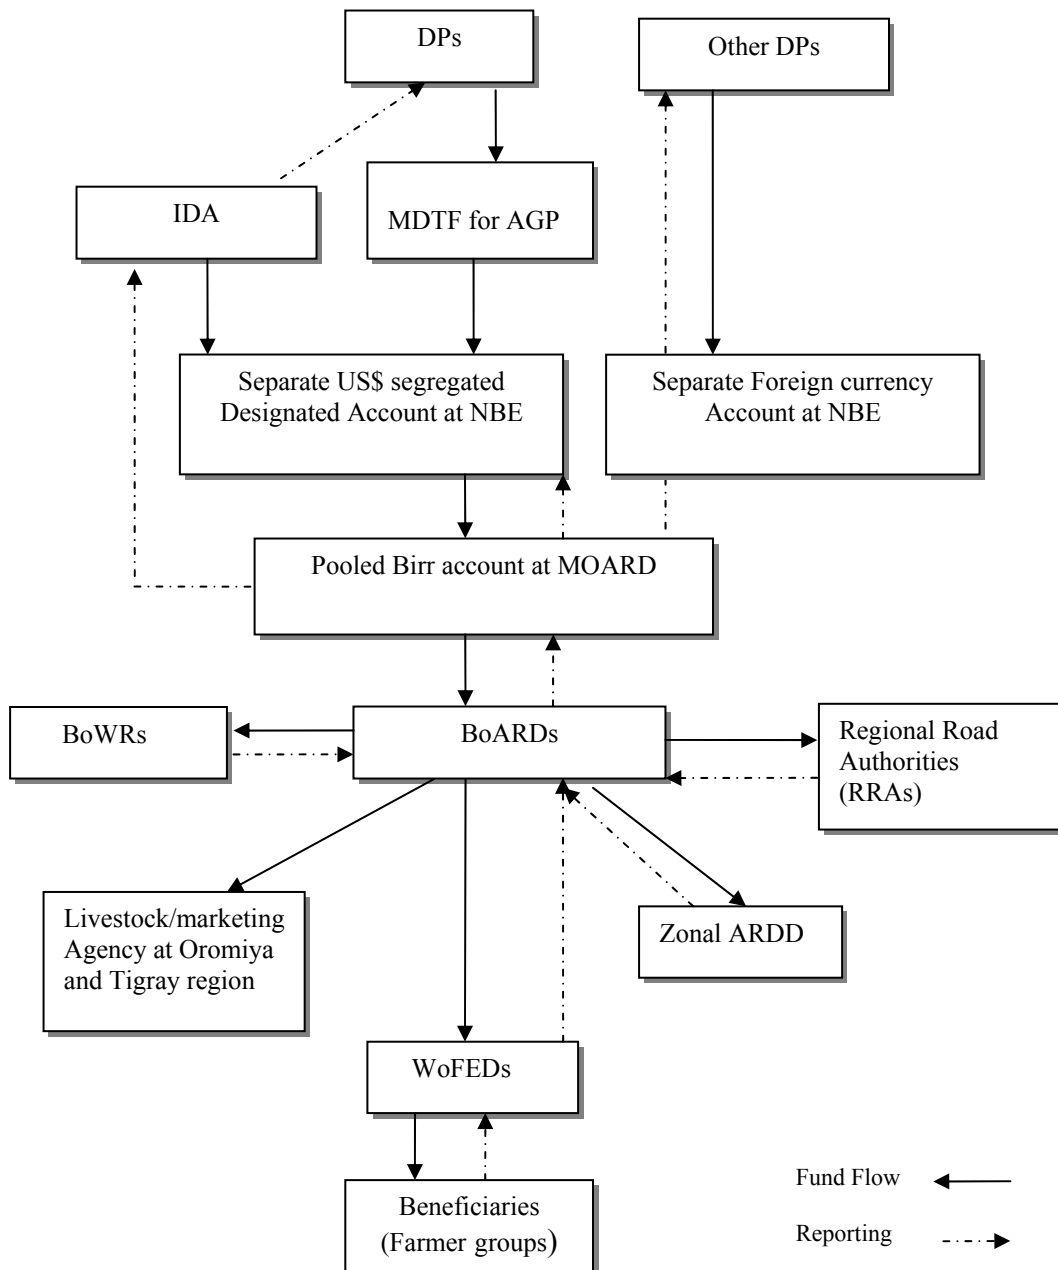 DPs
Other DPs
IDA
MDTF for AGP
Separate US$ segregated
Designated Account at NBE
Separate Foreign currency
Account at NBE
Pooled Birr account at MOARD
BoWRs
BoARDs
Regional Road
Authorities
(RRAs)
Livestock/marketing
Agency at Oromiya
and Tigray region
Zonal ARDD
WoFEDs
Beneficiaries
(Farmer groups)
Fund Flow
Reporting